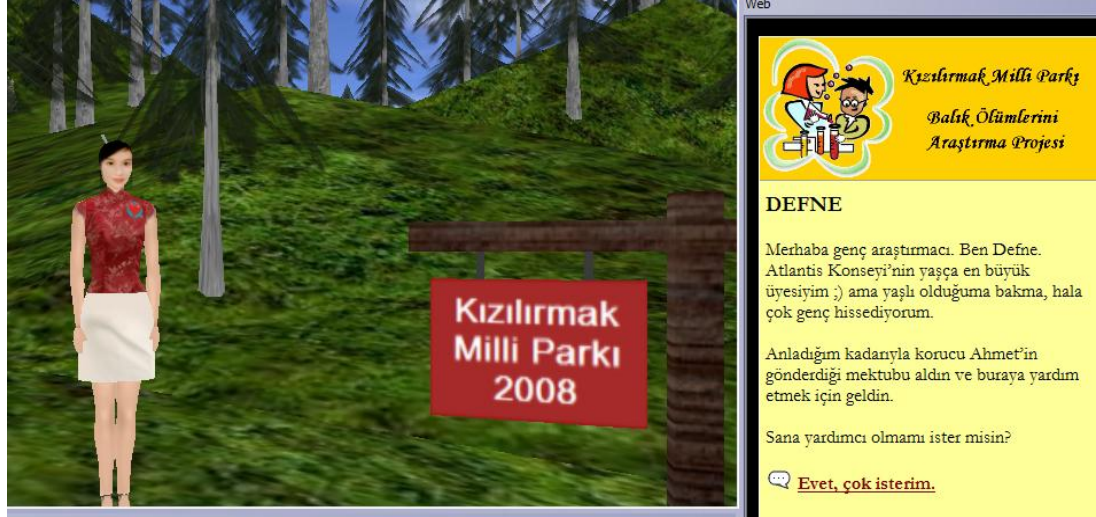 Web
Kızılırmak
Milli Parkı
2008
Kızılırmak Milli Parkı
Balık Ölümlerini
Araştırma Projesi
DEFNE
Merhaba genç araştırmacı. Ben Defne.
Atlantis Konseyi'nin yaşça en büyük
üyesiyim ;) ama yaşlı olduğuma bakma, hala
çok genç hissediyorum.
Anladığım kadarıyla korucu Ahmet'in
gönderdiği mektubu aldın ve buraya yardım
etmek için geldin.
Sana yardımcı olmamı ister misin?
Evet, çok isterim.